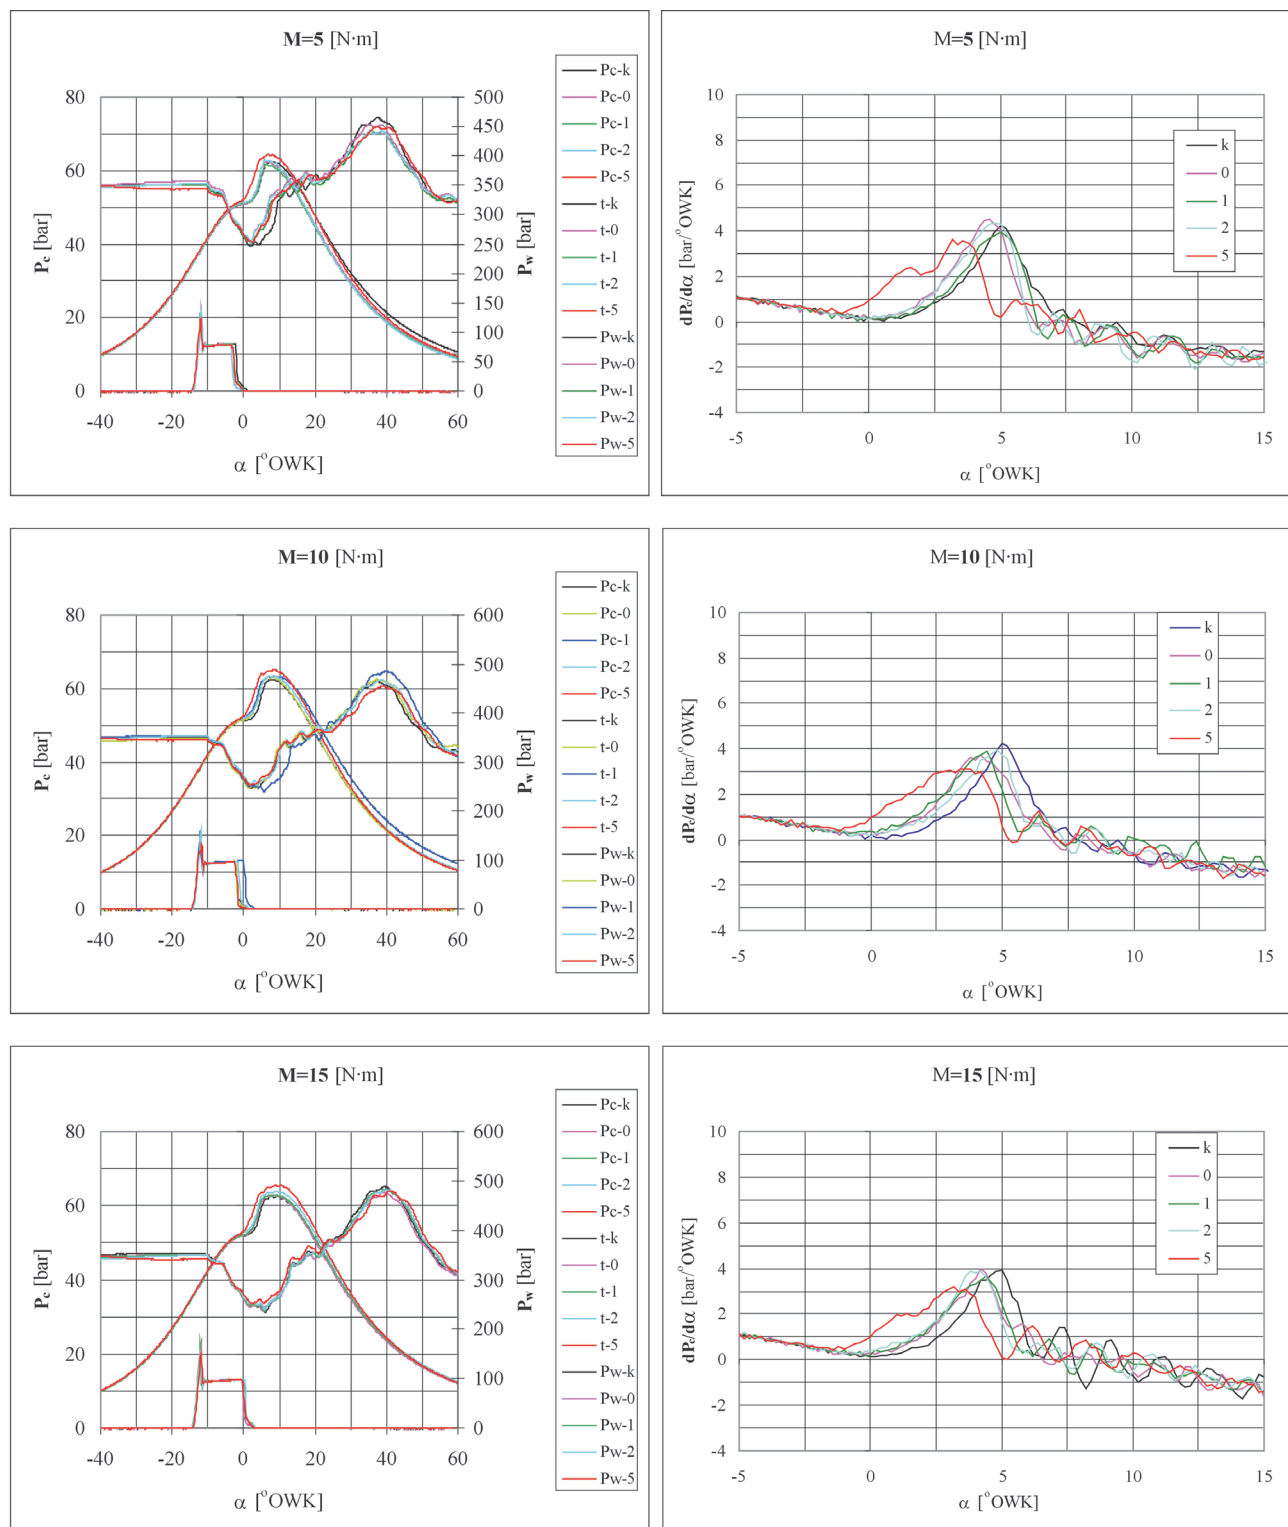 M=5 [N·m]
Pc-k
Pc-0
Pc-1
Pc-2
Pc-5
t-k
t-0
t-1
t-2
t-5
Pw-k
Pw-0
Pw-1
Pw-2
Pw-5
80
60
40
20
0
500
450
400
350
300
250
200
150
100
50
0
Pc [bar]
Pw [bar]
-40 -20 0 20 40 60
α [°OWK]
M=5 [N·m]
10
8
6
4
2
0
-2
-4
dPc/dα [bar/°OWK]
k
0
1
2
5
-5 0 5 10 15
α [°OWK]
M=10 [N·m]
Pc-k
Pc-0
Pc-1
Pc-2
Pc-5
t-k
t-0
t-1
t-2
t-5
Pw-k
Pw-0
Pw-1
Pw-2
Pw-5
80
60
40
20
0
600
500
400
300
200
100
0
Pc [bar]
Pw [bar]
-40 -20 0 20 40 60
α [°OWK]
M=10 [N·m]
10
8
6
4
2
0
-2
-4
dPc/dα [bar/°OWK]
k
0
1
2
5
-5 0 5 10 15
α [°OWK]
M=15 [N·m]
Pc-k
Pc-0
Pc-1
Pc-2
Pc-5
t-k
t-0
t-1
t-2
t-5
Pw-k
Pw-0
Pw-1
Pw-2
Pw-5
80
60
40
20
0
600
500
400
300
200
100
0
Pc [bar]
Pw [bar]
-40 -20 0 20 40 60
α [°OWK]
M=15 [N·m]
10
8
6
4
2
0
-2
-4
dPc/dα [bar/°OWK]
k
0
1
2
5
-5 0 5 10 15
α [°OWK]